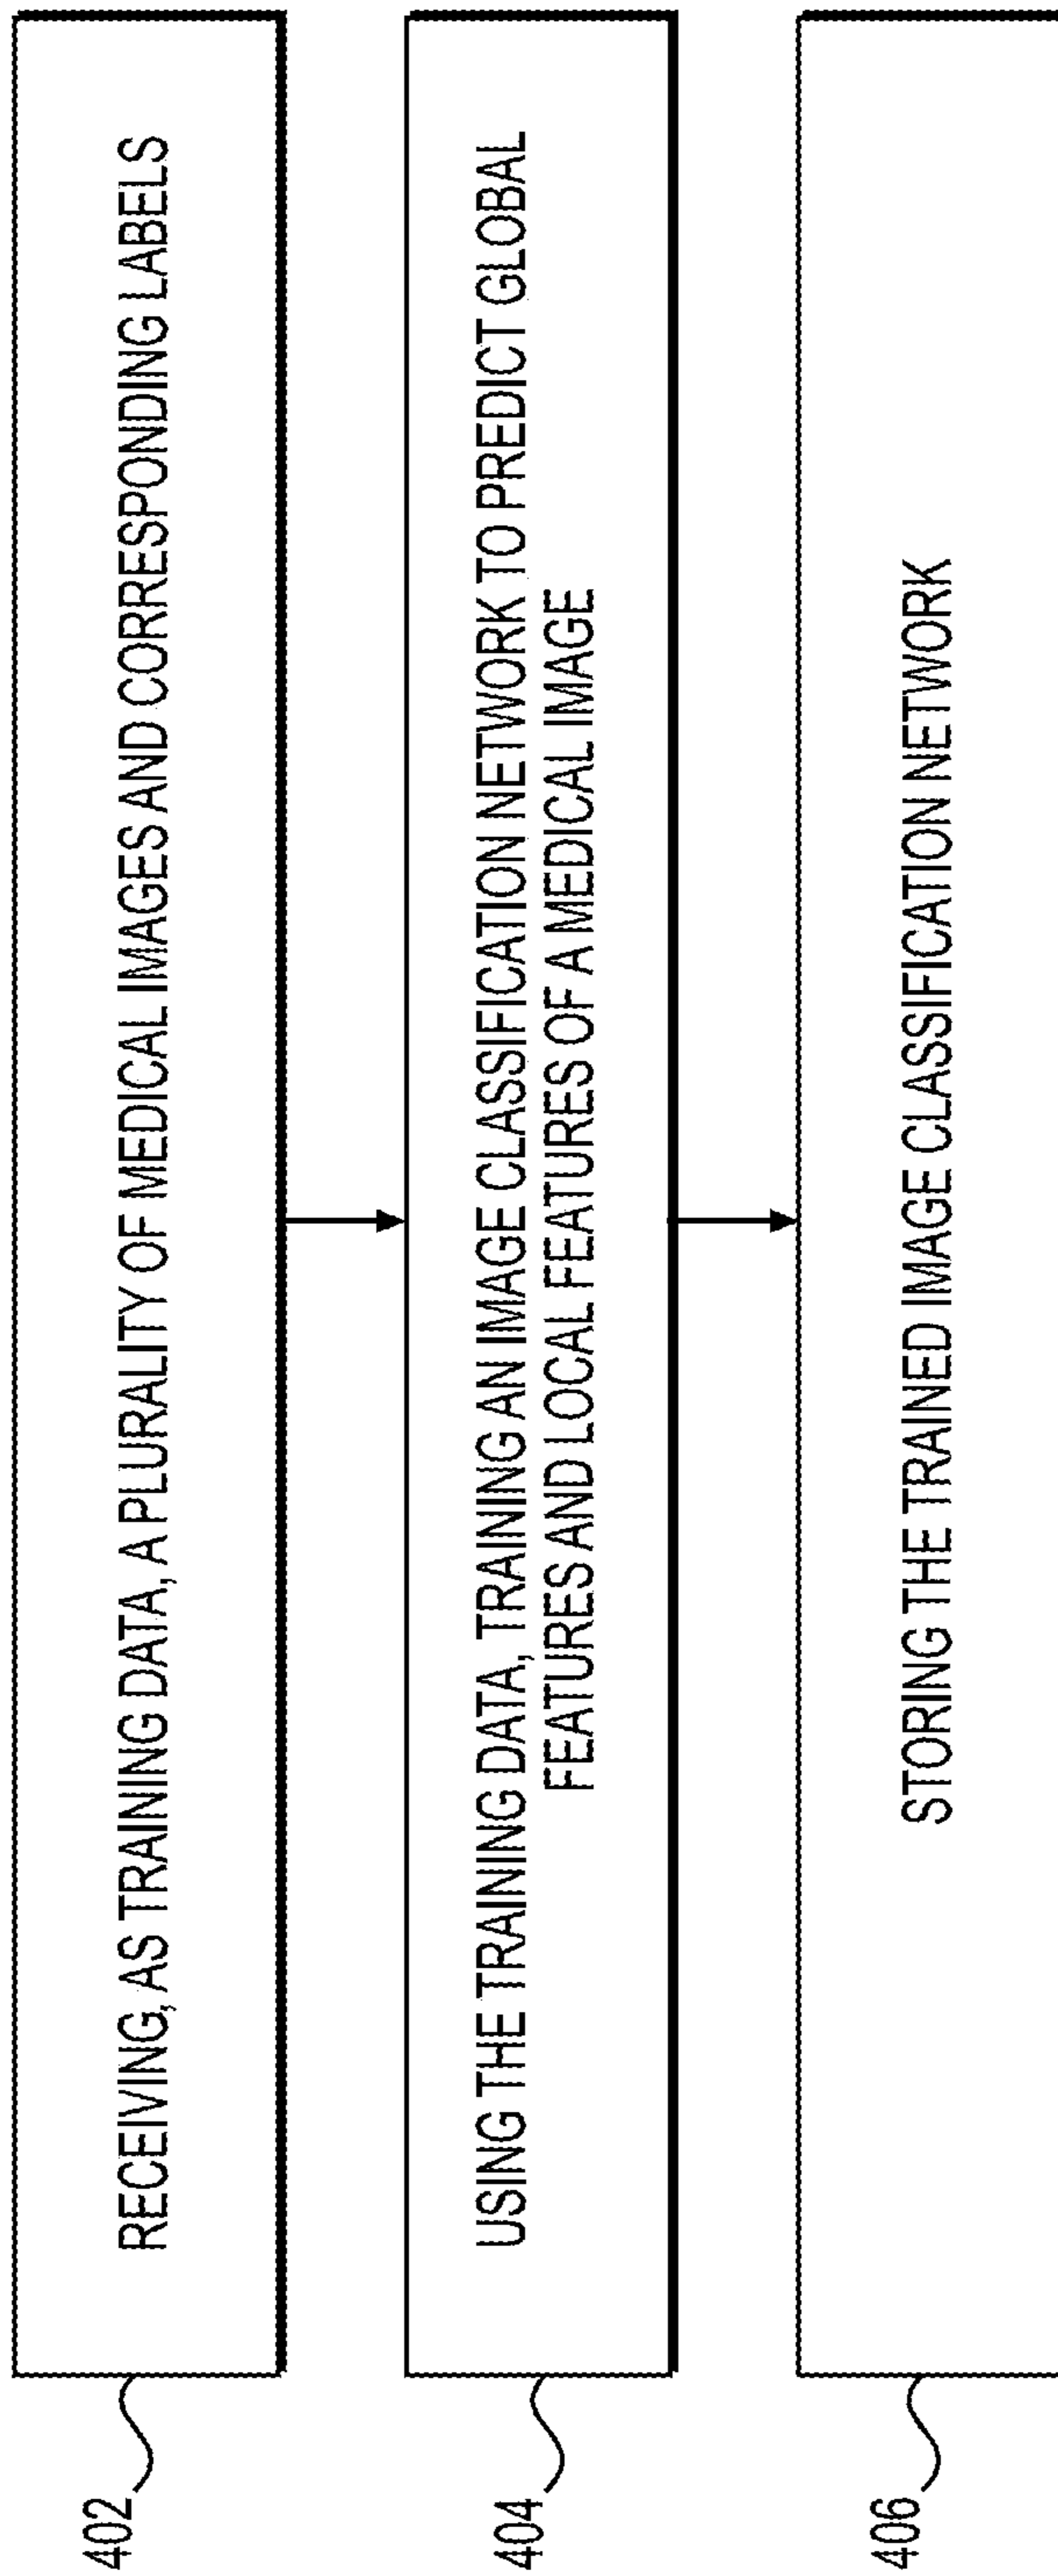 402
RECEIVING, AS TRAINING DATA, A PLURALITY OF MEDICAL IMAGES AND CORRESPONDING LABELS
404
USING THE TRAINING DATA, TRAINING AN IMAGE CLASSIFICATION NETWORK TO PREDICT GLOBAL
FEATURES AND LOCAL FEATURES OF A MEDICAL IMAGE
406
STORING THE TRAINED IMAGE CLASSIFICATION NETWORK